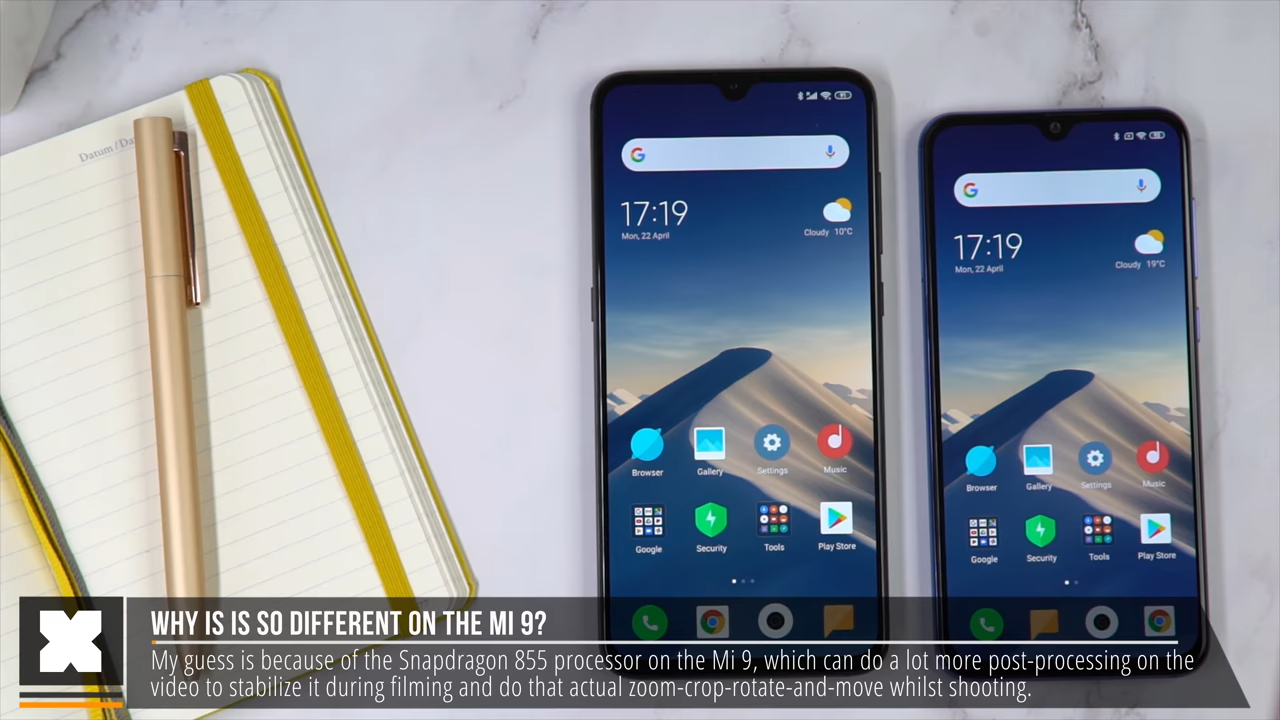 Datum / Da
17:19
Mon, 22 April
Cloudy 10°C
Browser
Gallery
Settings
Music
Google
Security
Tools
Play Store
17:19
Mon, 22 April
Cloudy 19°C
Browser
Gallery
Settings
Music
Google
Security
Tools
Play Store
WHY IS IS SO DIFFERENT ON THE MI 9?
My guess is because of the Snapdragon 855 processor on the Mi 9, which can do a lot more post-processing on the
video to stabilize it during filming and do that actual zoom-crop-rotate-and-move whilst shooting.